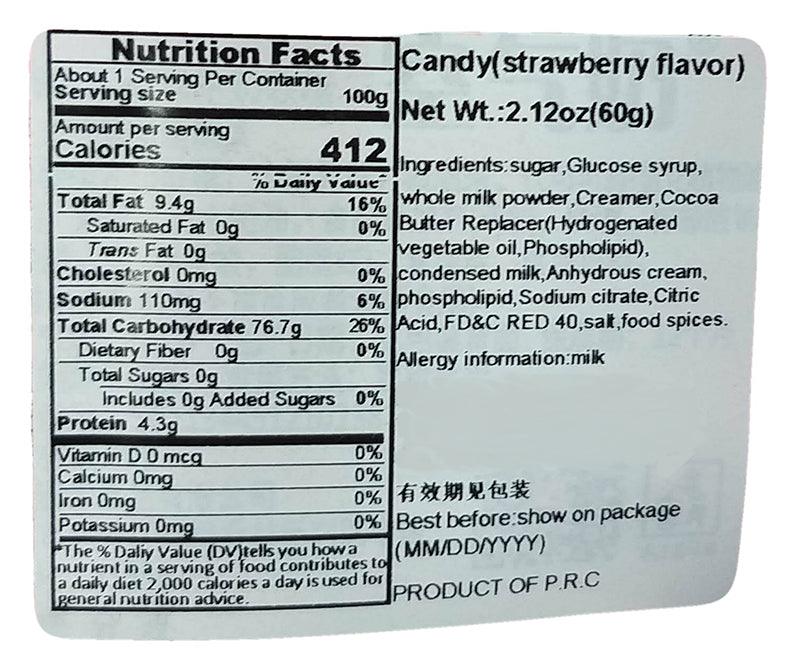 Nutrition Facts
About 1 Serving Per Container
Serving size 100g
Amount per serving
Calories 412
% Daily Value*
Total Fat 9.4g 16%
Saturated Fat 0g 0%
Trans Fat 0g
Cholesterol 0mg 0%
Sodium 110mg 6%
Total Carbohydrate 76.7g 26%
Dietary Fiber 0g 0%
Total Sugars 0g
Includes 0g Added Sugars 0%
Protein 4.3g
Vitamin D 0 mcg 0%
Calcium 0mg 0%
Iron 0mg 0%
Potassium 0mg 0%
*The % Daliy Value (DV)tells you how a
nutrient in a serving of food contributes to
a daily diet 2,000 calories a day is used for
general nutrition advice.
Candy(strawberry flavor)
Net Wt.:2.12oz(60g)
Ingredients:sugar,Glucose syrup,
whole milk powder,Creamer,Cocoa
Butter Replacer(Hydrogenated
vegetable oil,Phospholipid),
condensed milk,Anhydrous cream,
phospholipid,Sodium citrate,Citric
Acid,FD&C RED 40,salt,food spices.
Allergy information:milk
有效期见包装
Best before:show on package
(MM/DD/YYYY)
PRODUCT OF P.R.C